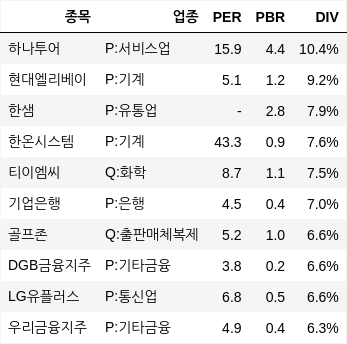 종목 업종 PER PBR DIV
하나투어 P:서비스업 15.9 4.4 10.4%
현대엘리베이 P:기계 5.1 1.2 9.2%
한샘 P:유통업 - 2.8 7.9%
한온시스템 P:기계 43.3 0.9 7.6%
티이엠씨 Q:화학 8.7 1.1 7.5%
기업은행 P:은행 4.5 0.4 7.0%
골프존 Q:출판매체복제 5.2 1.0 6.6%
DGB금융지주 P:기타금융 3.8 0.2 6.6%
LG유플러스 P:통신업 6.8 0.5 6.6%
우리금융지주 P:기타금융 4.9 0.4 6.3%